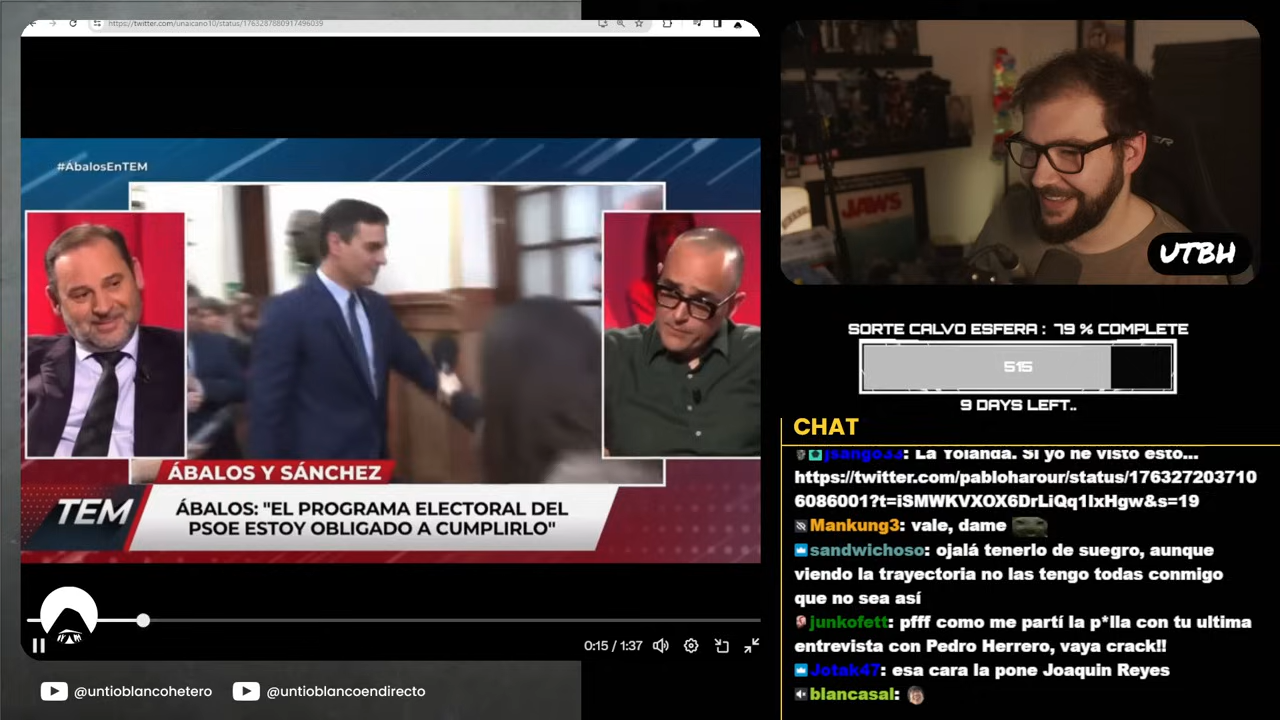 https://twitter.com/unaicano10/status/1763287880917496039
#ÁbalosEnTEM
ÁBALOS Y SÁNCHEZ
TEM
ÁBALOS: "EL PROGRAMA ELECTORAL DEL
PSOE ESTOY OBLIGADO A CUMPLIRLO"
0:15 / 1:37
@untioblancohetero
@untioblancoendirecto
JAWS
UTBH
SORTE CALVO ESFERA : 79 % COMPLETE
515
9 DAYS LEFT..
CHAT
jsango33: La Yolanda. Si yo he visto esto...
https://twitter.com/pabloharour/status/176327203710
6086001?t=iSMWKVXOX6DrLiQq1IxHgw&s=19
Mankung3: vale, dame
sandwichoso: ojalá tenerlo de suegro, aunque
viendo la trayectoria no las tengo todas conmigo
que no sea así
junkofett: pfff como me partí la p*lla con tu ultima
entrevista con Pedro Herrero, vaya crack!!
Jotak47: esa cara la pone Joaquin Reyes
blancasal: